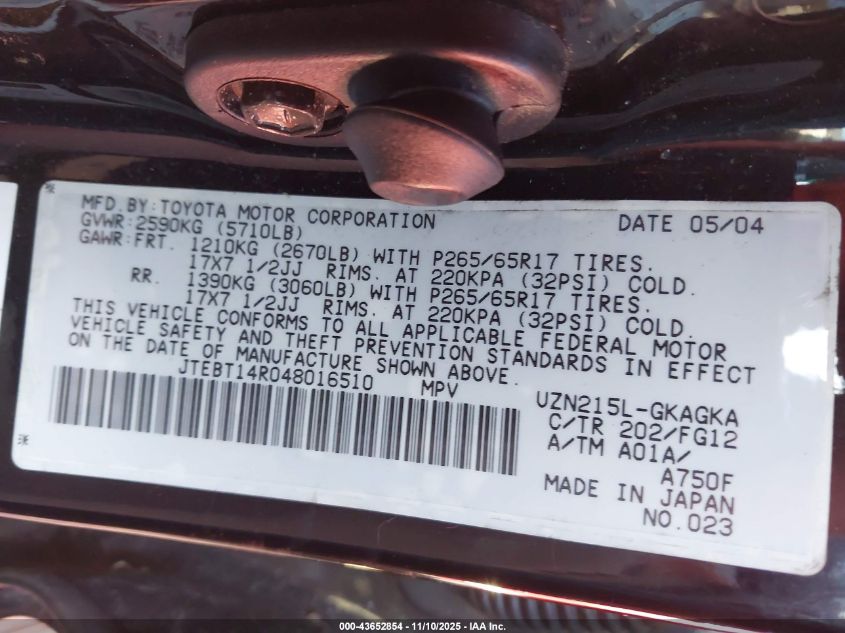 MFD.BY:TOYOTA MOTOR CORPORATION DATE 05/04
GVWR:2590KG (5710LB)
GAWR:FRT. 1210KG (2670LB) WITH P265/65R17 TIRES.
17X7 1/2JJ RIMS. AT 220KPA (32PSI) COLD.
RR. 1390KG (3060LB) WITH P265/65R17 TIRES.
17X7 1/2JJ RIMS. AT 220KPA (32PSI) COLD.
THIS VEHICLE CONFORMS TO ALL APPLICABLE FEDERAL MOTOR
VEHICLE SAFETY AND THEFT PREVENTION STANDARDS IN EFFECT
ON THE DATE OF MANUFACTURE SHOWN ABOVE.
JTEBT14R048016510 MPV
UZN215L-GKAGKA
C/TR 202/FG12
A/TM A01A/
A750F
MADE IN JAPAN
NO.023
000-43652854 - 11/10/2025 - IAA Inc.